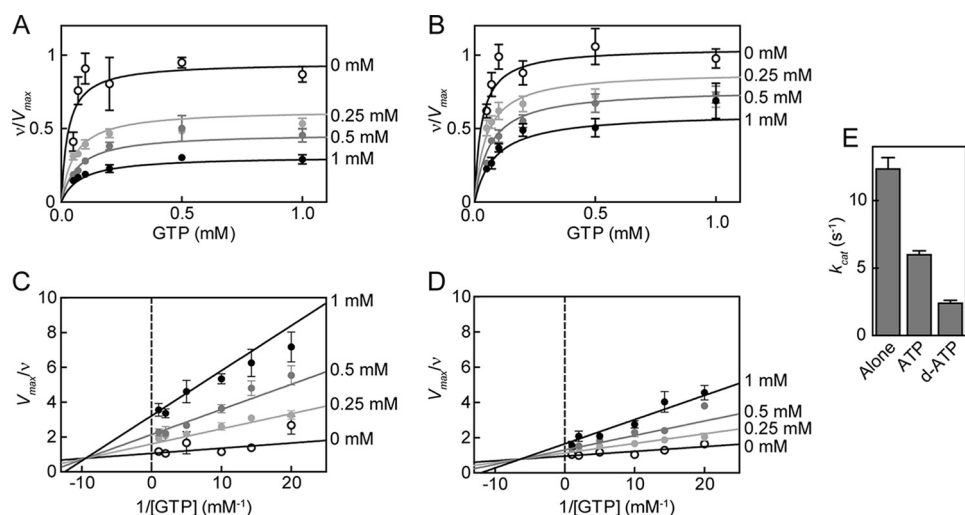 A
ν/Vmax
1
0.5
0
0.0
0.5
1.0
GTP (mM)
0 mM
0.25 mM
0.5 mM
1 mM
B
ν/Vmax
1
0.5
0
0.0
0.5
1.0
GTP (mM)
0 mM
0.25 mM
0.5 mM
1 mM
C
Vmax/ν
10
8
6
4
2
0
-10
0
10
20
1/[GTP] (mM⁻¹)
1 mM
0.5 mM
0.25 mM
0 mM
D
Vmax/ν
10
8
6
4
2
0
-10
0
10
20
1/[GTP] (mM⁻¹)
1 mM
0.5 mM
0.25 mM
0 mM
E
kcat (s⁻¹)
10
5
0
Alone
ATP
d-ATP